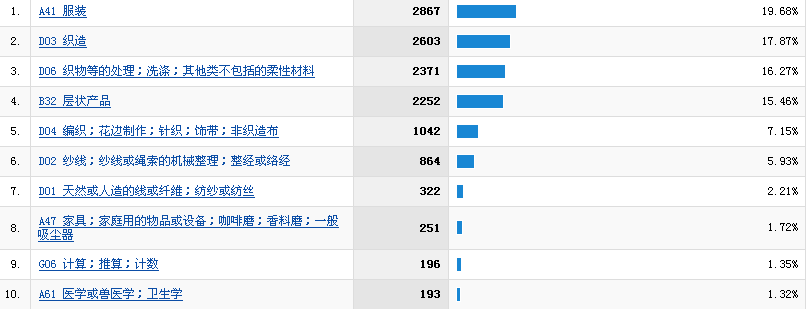 1. A41 服装 2867 19.68%
2. D03 织造 2603 17.87%
3. D06 织物等的处理;洗涤;其他类不包括的柔性材料 2371 16.27%
4. B32 层状产品 2252 15.46%
5. D04 编织;花边制作;针织;饰带;非织造布 1042 7.15%
6. D02 纱线;纱线或绳索的机械整理;整经或络经 864 5.93%
7. D01 天然或人造的线或纤维;纺纱或纺丝 322 2.21%
8. A47 家具;家庭用的物品或设备;咖啡磨;香料磨;一般
吸尘器 251 1.72%
9. G06 计算;推算;计数 196 1.35%
10. A61 医学或兽医学;卫生学 193 1.32%